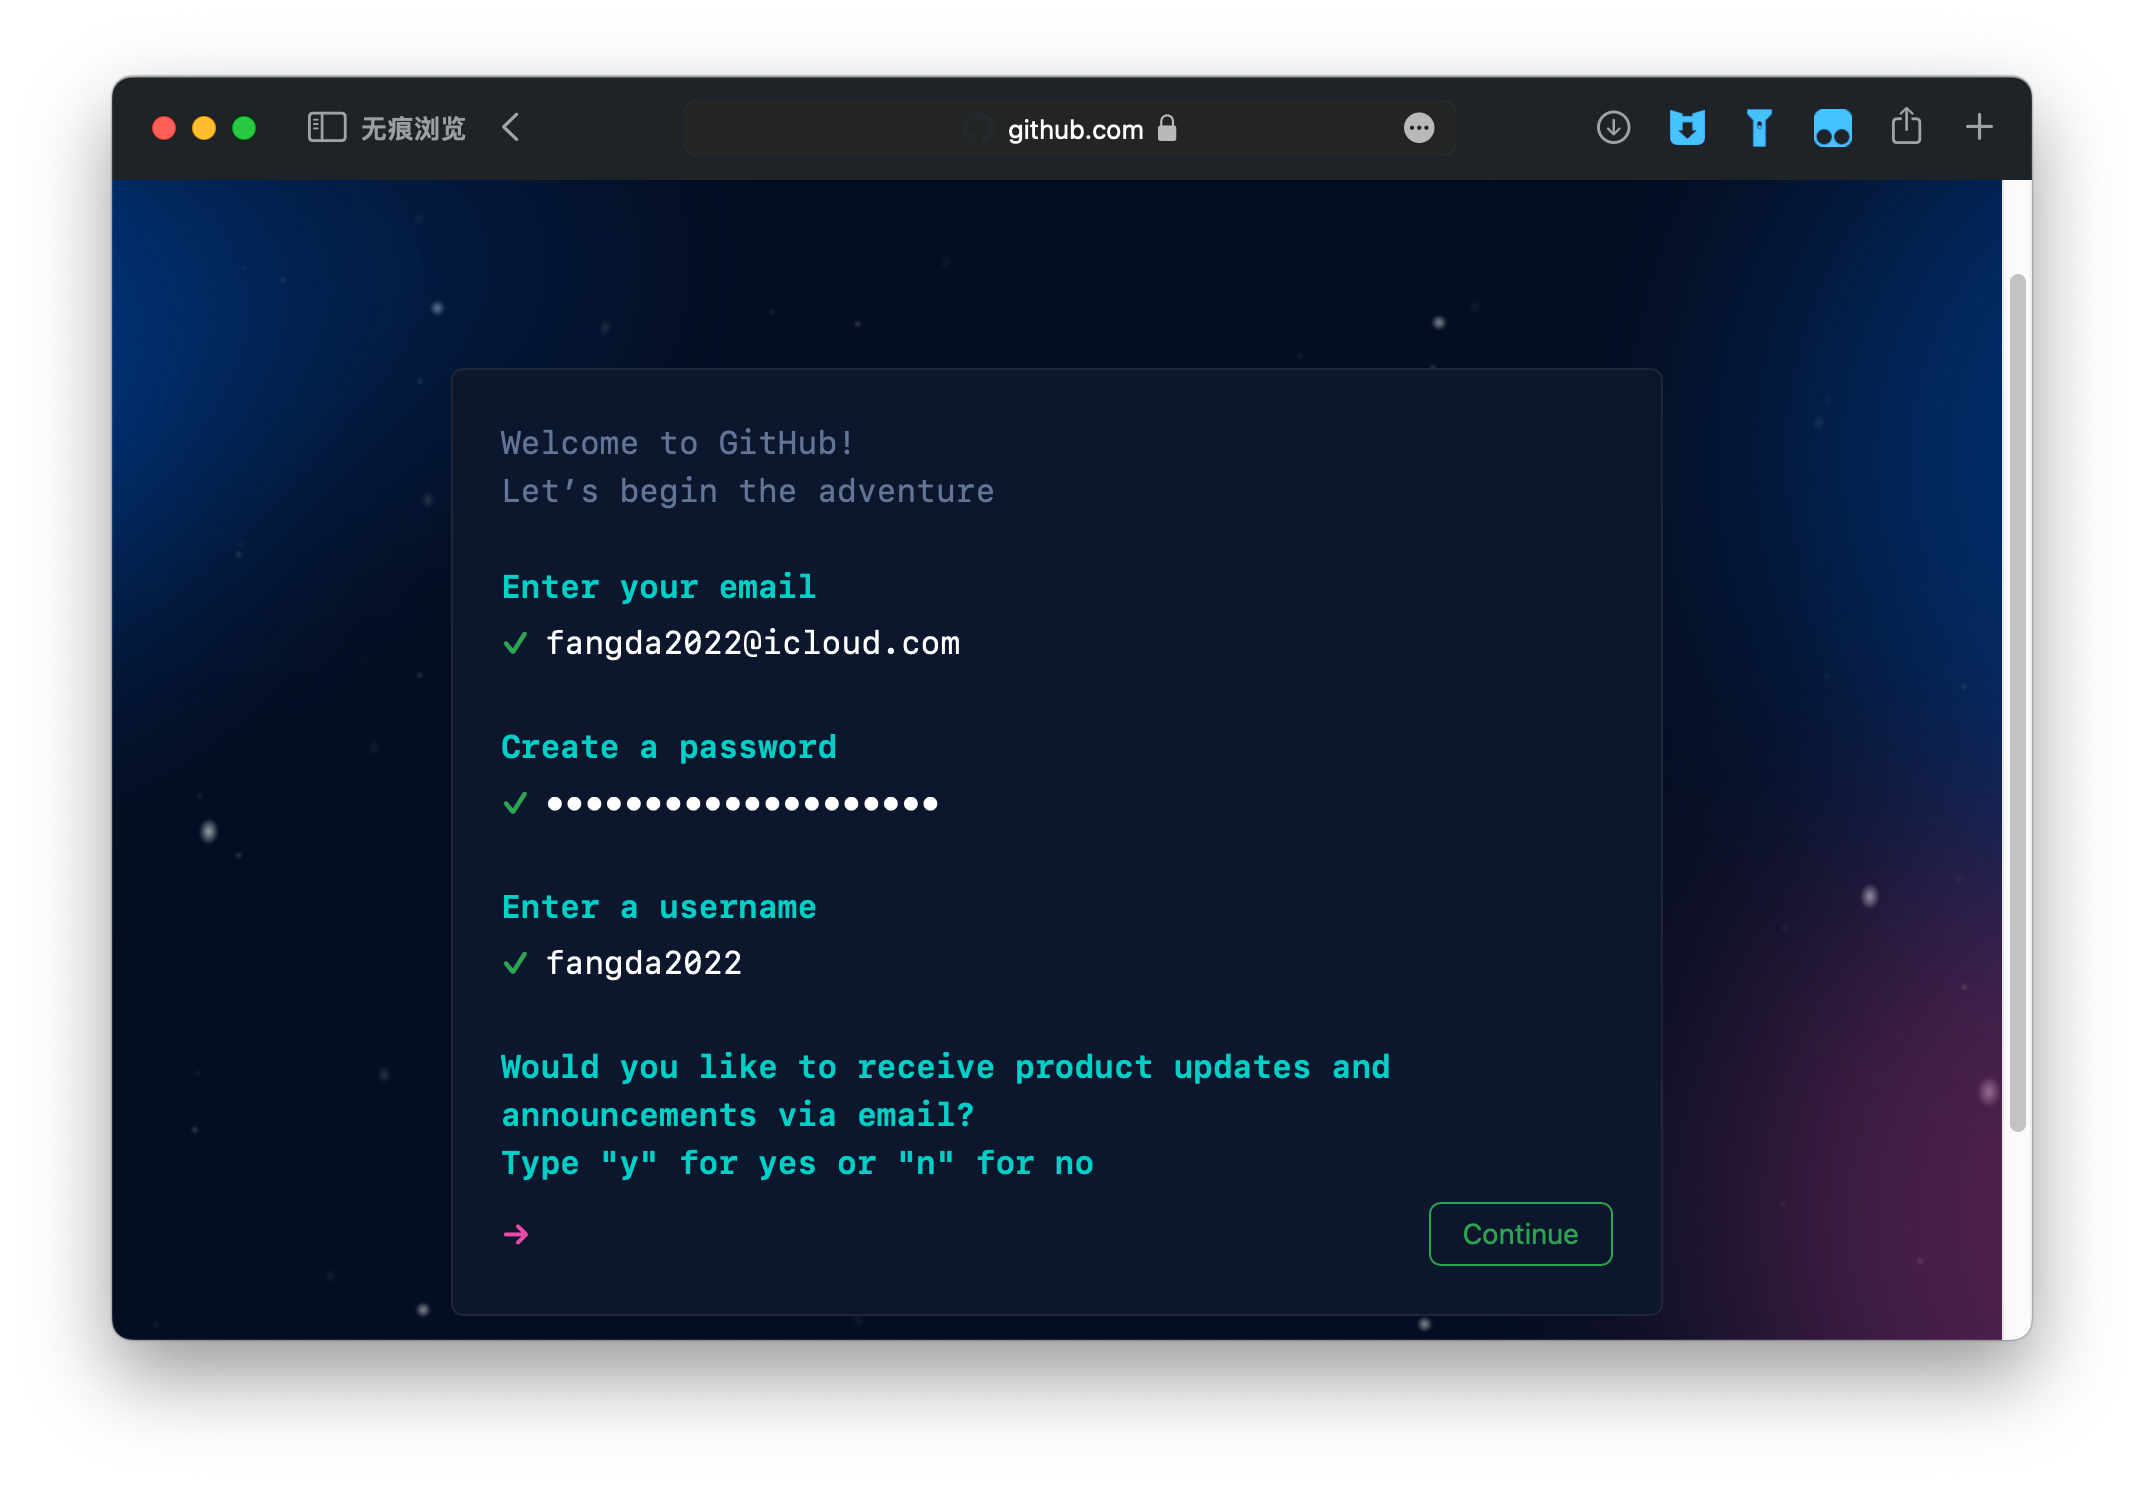 无痕浏览
github.com
Welcome to GitHub!
Let’s begin the adventure
Enter your email
fangda2022@icloud.com
Create a password
••••••••••••••••••••
Enter a username
fangda2022
Would you like to receive product updates and
announcements via email?
Type "y" for yes or "n" for no
Continue